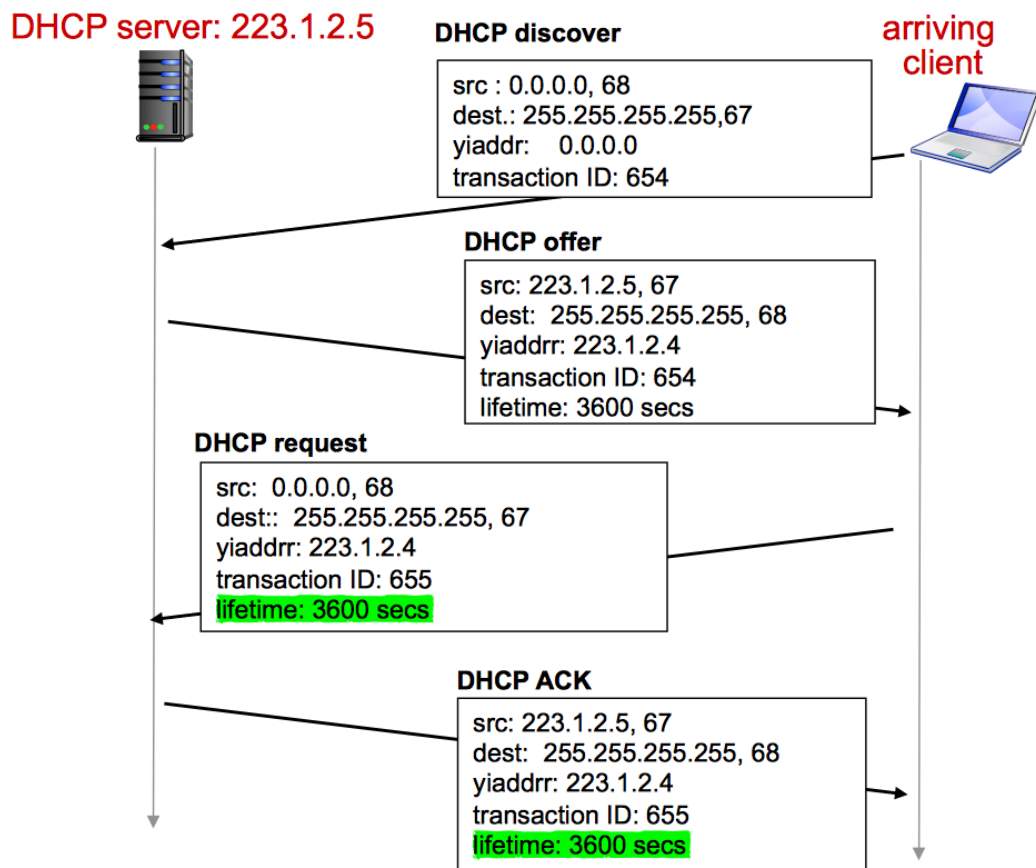 DHCP server: 223.1.2.5
arriving
client
DHCP discover
src : 0.0.0.0, 68
dest.: 255.255.255.255,67
yiaddr: 0.0.0.0
transaction ID: 654
DHCP offer
src: 223.1.2.5, 67
dest: 255.255.255.255, 68
yiaddrr: 223.1.2.4
transaction ID: 654
lifetime: 3600 secs
DHCP request
src: 0.0.0.0, 68
dest:: 255.255.255.255, 67
yiaddrr: 223.1.2.4
transaction ID: 655
lifetime: 3600 secs
DHCP ACK
src: 223.1.2.5, 67
dest: 255.255.255.255, 68
yiaddrr: 223.1.2.4
transaction ID: 655
lifetime: 3600 secs